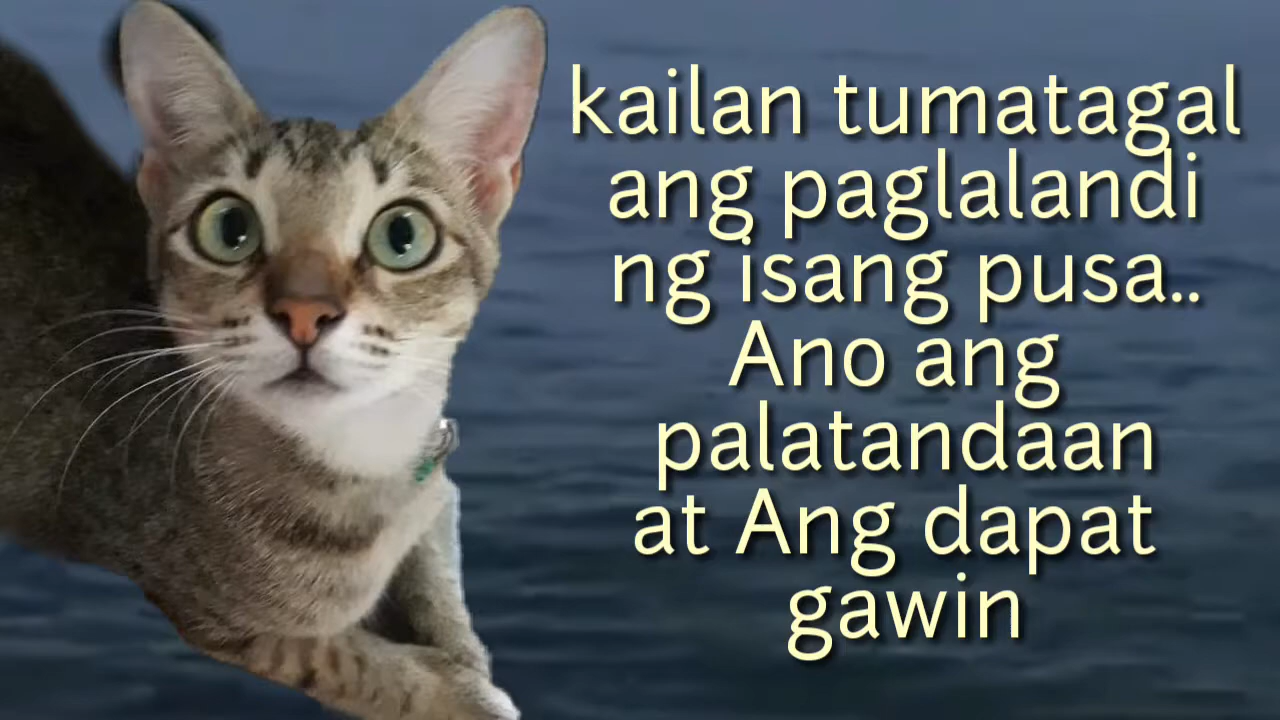 kailan tumatagal
ang paglalandi
ng isang pusa..
Ano ang
palatandaan
at Ang dapat
gawin